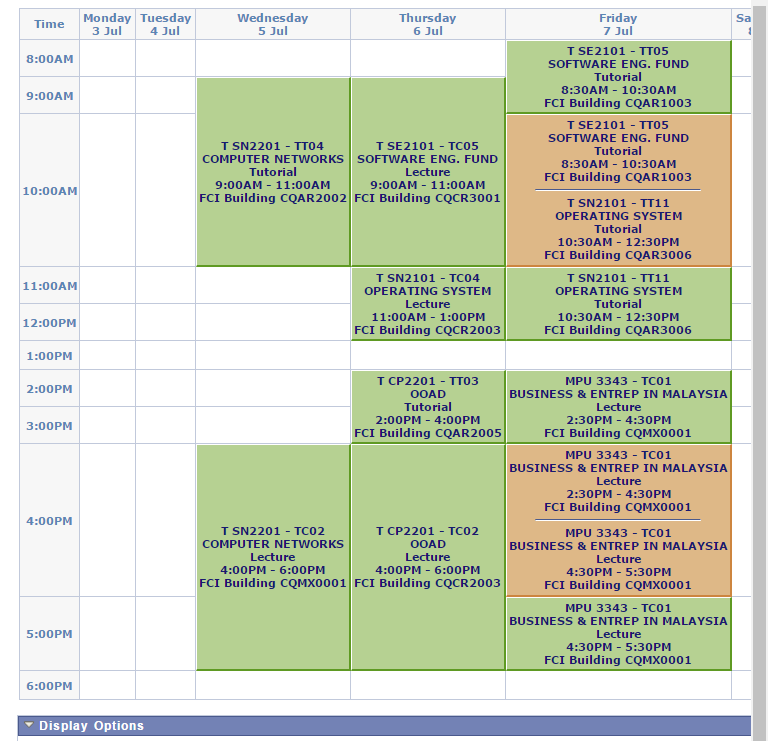 Time
Monday
3 Jul
Tuesday
4 Jul
Wednesday
5 Jul
Thursday
6 Jul
Friday
7 Jul
Sa
8:00AM
T SE2101 - TT05
SOFTWARE ENG. FUND
Tutorial
8:30AM - 10:30AM
FCI Building CQAR1003
9:00AM
T SN2201 - TT04
COMPUTER NETWORKS
Tutorial
9:00AM - 11:00AM
FCI Building CQAR2002
T SE2101 - TC05
SOFTWARE ENG. FUND
Lecture
9:00AM - 11:00AM
FCI Building CQCR3001
10:00AM
T SE2101 - TT05
SOFTWARE ENG. FUND
Tutorial
8:30AM - 10:30AM
FCI Building CQAR1003
T SN2101 - TT11
OPERATING SYSTEM
Tutorial
10:30AM - 12:30PM
FCI Building CQAR3006
11:00AM
T SN2101 - TC04
OPERATING SYSTEM
Lecture
11:00AM - 1:00PM
FCI Building CQCR2003
T SN2101 - TT11
OPERATING SYSTEM
Tutorial
10:30AM - 12:30PM
FCI Building CQAR3006
12:00PM
1:00PM
2:00PM
T CP2201 - TT03
OOAD
Tutorial
2:00PM - 4:00PM
FCI Building CQAR2005
MPU 3343 - TC01
BUSINESS & ENTREP IN MALAYSIA
Lecture
2:30PM - 4:30PM
FCI Building CQMX0001
3:00PM
4:00PM
T SN2201 - TC02
COMPUTER NETWORKS
Lecture
4:00PM - 6:00PM
FCI Building CQMX0001
T CP2201 - TC02
OOAD
Lecture
4:00PM - 6:00PM
FCI Building CQCR2003
MPU 3343 - TC01
BUSINESS & ENTREP IN MALAYSIA
Lecture
2:30PM - 4:30PM
FCI Building CQMX0001
MPU 3343 - TC01
BUSINESS & ENTREP IN MALAYSIA
Lecture
4:30PM - 5:30PM
FCI Building CQMX0001
5:00PM
MPU 3343 - TC01
BUSINESS & ENTREP IN MALAYSIA
Lecture
4:30PM - 5:30PM
FCI Building CQMX0001
6:00PM
Display Options